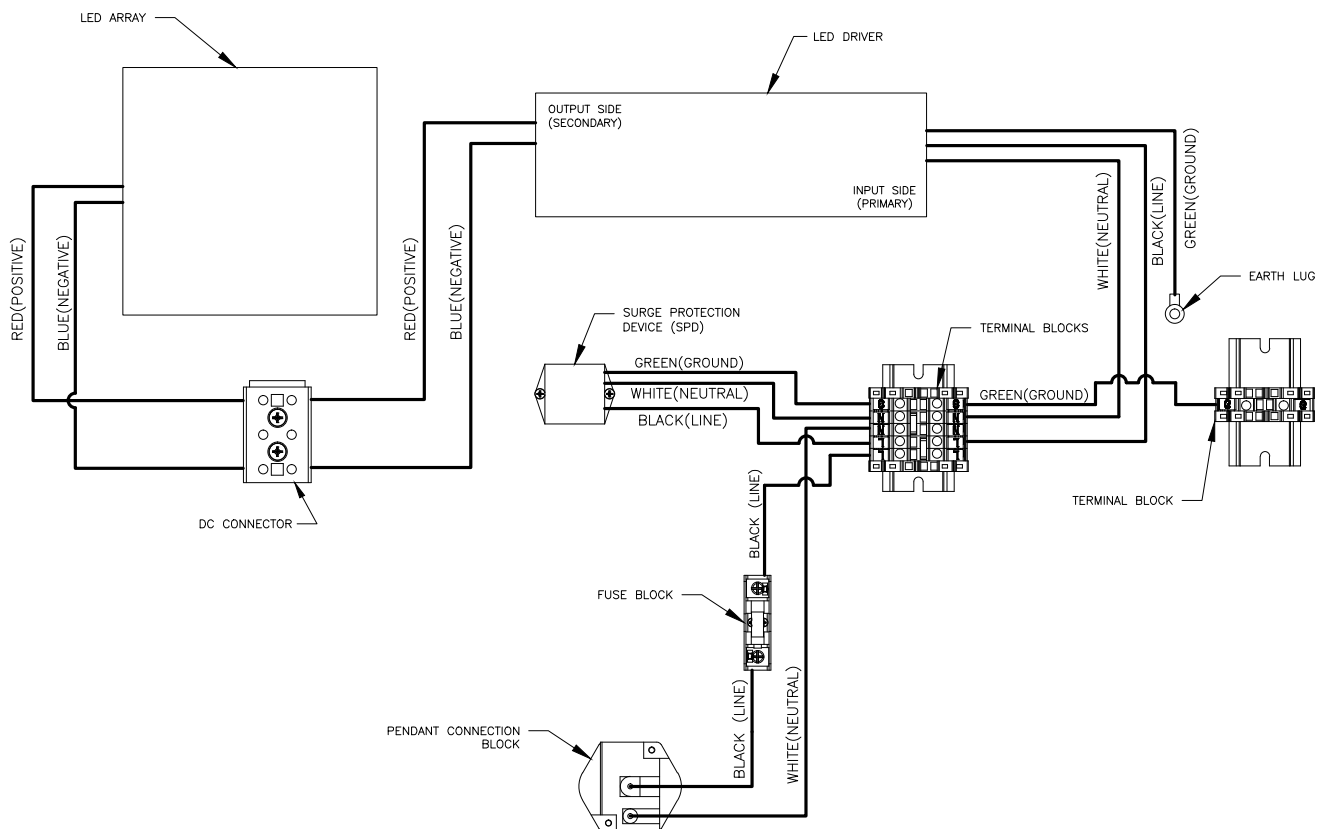 LED ARRAY
LED DRIVER
OUTPUT SIDE
(SECONDARY)
INPUT SIDE
(PRIMARY)
RED(POSITIVE)
BLUE(NEGATIVE)
RED(POSITIVE)
BLUE(NEGATIVE)
WHITE(NEUTRAL)
BLACK(LINE)
GREEN(GROUND)
EARTH LUG
SURGE PROTECTION
DEVICE (SPD)
TERMINAL BLOCKS
GREEN(GROUND)
WHITE(NEUTRAL)
BLACK(LINE)
GREEN(GROUND)
DC CONNECTOR
TERMINAL BLOCK
BLACK (LINE)
FUSE BLOCK
BLACK (LINE)
WHITE(NEUTRAL)
PENDANT CONNECTION
BLOCK